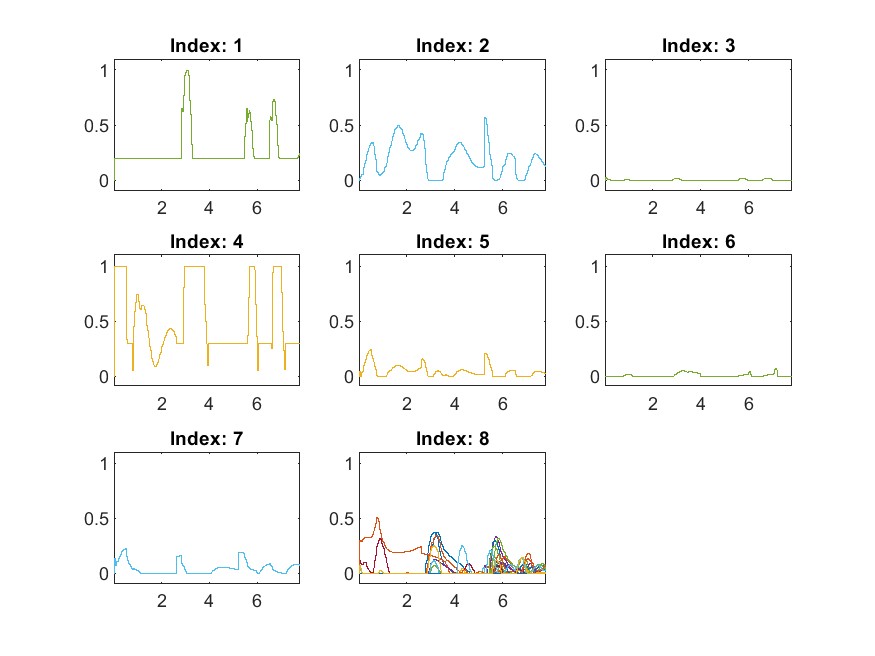 Index: 1 Index: 2 Index: 3
1 1 1
0.5 0.5 0.5
0 0 0
2 4 6 2 4 6 2 4 6
Index: 4 Index: 5 Index: 6
1 1 1
0.5 0.5 0.5
0 0 0
2 4 6 2 4 6 2 4 6
Index: 7 Index: 8
1 1
0.5 0.5
0 0
2 4 6 2 4 6